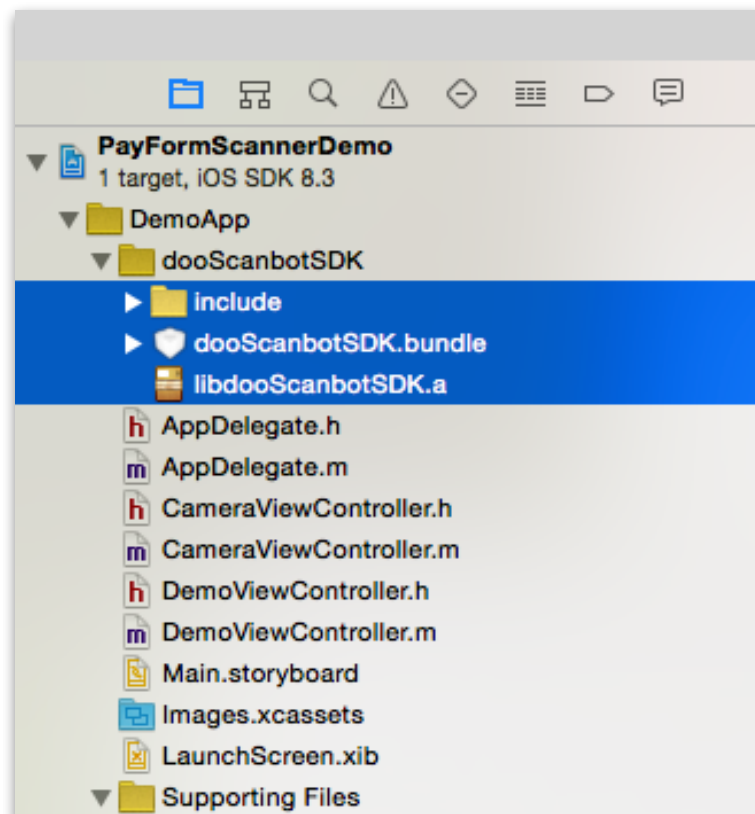 PayFormScannerDemo
1 target, iOS SDK 8.3
DemoApp
dooScanbotSDK
include
dooScanbotSDK.bundle
libdooScanbotSDK.a
h AppDelegate.h
m AppDelegate.m
h CameraViewController.h
m CameraViewController.m
h DemoViewController.h
m DemoViewController.m
Main.storyboard
Images.xcassets
LaunchScreen.xib
Supporting Files